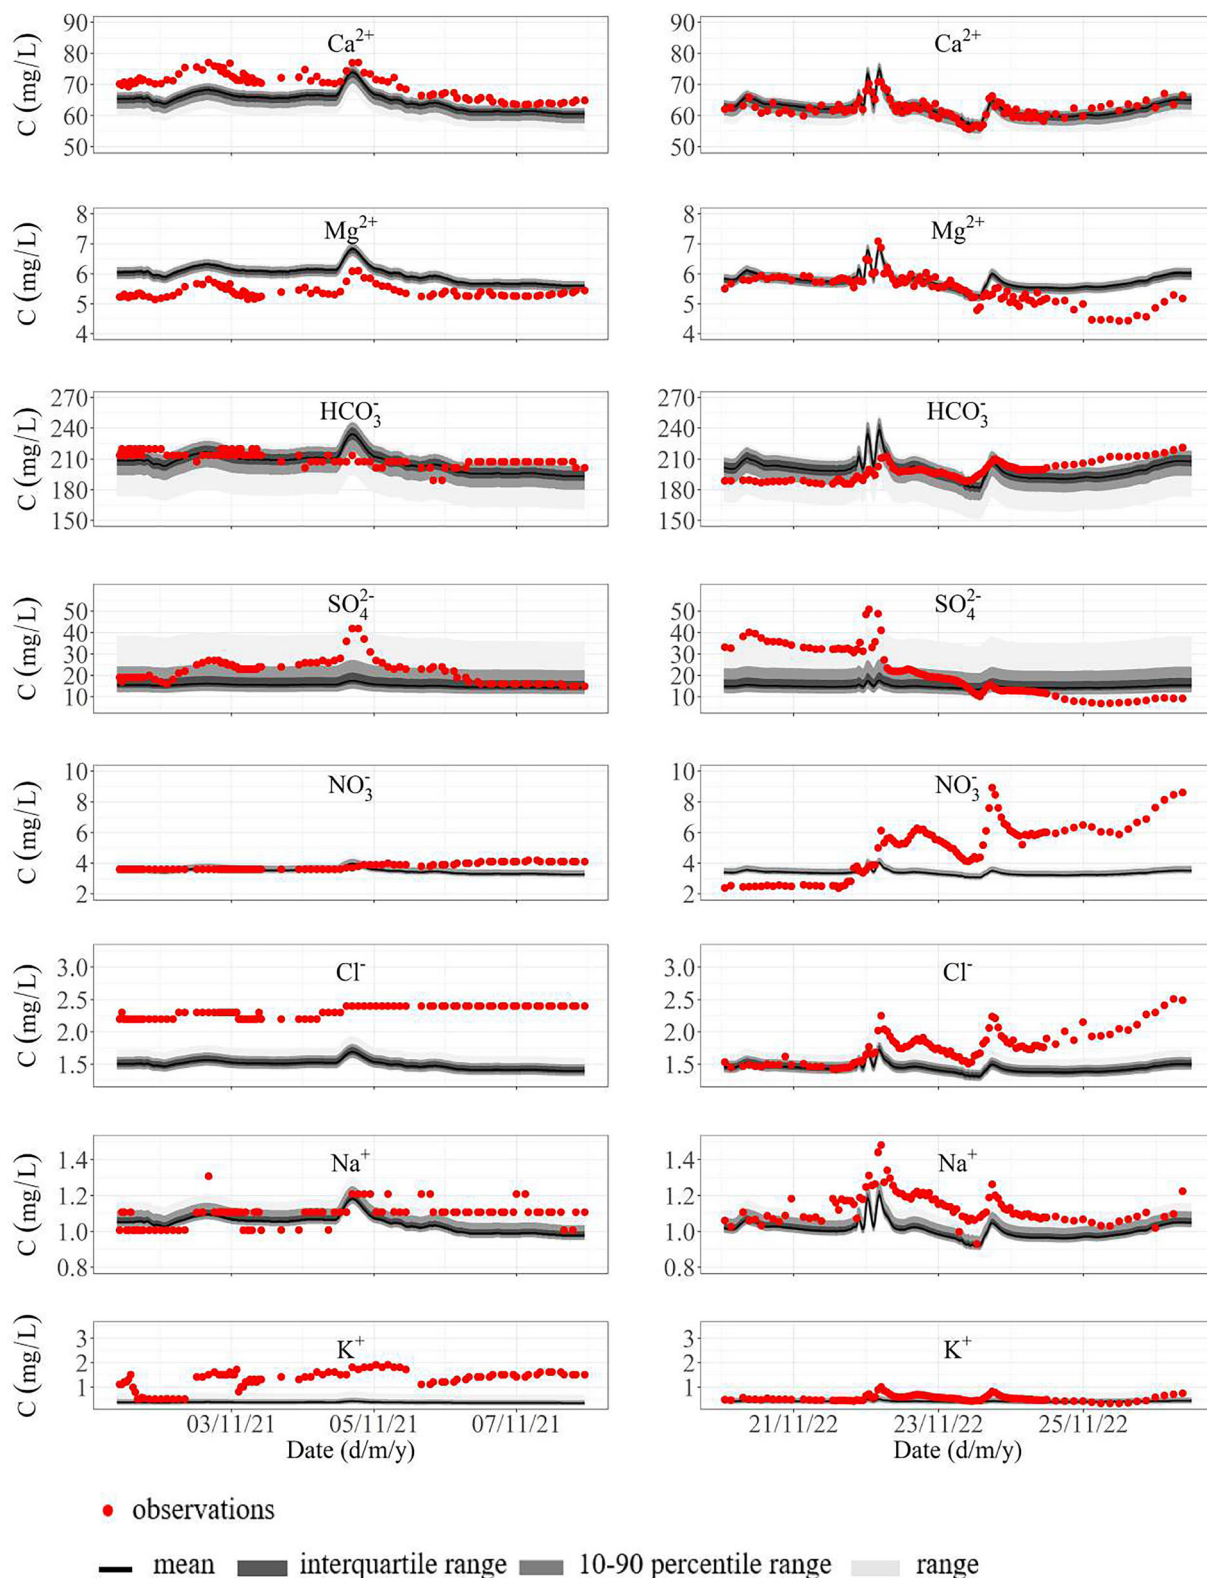 Ca²⁺ Ca²⁺
C (mg/L)
90 90
80 80
70 70
60 60
50 50
Mg²⁺ Mg²⁺
C (mg/L)
8 8
7 7
6 6
5 5
4 4
HCO₃⁻ HCO₃⁻
C (mg/L)
270 270
240 240
210 210
180 180
150 150
SO₄²⁻ SO₄²⁻
C (mg/L)
50 50
40 40
30 30
20 20
10 10
NO₃⁻ NO₃⁻
C (mg/L)
10 10
8 8
6 6
4 4
2 2
Cl⁻ Cl⁻
C (mg/L)
3.0 3.0
2.5 2.5
2.0 2.0
1.5 1.5
Na⁺ Na⁺
C (mg/L)
1.4 1.4
1.2 1.2
1.0 1.0
0.8 0.8
K⁺ K⁺
C (mg/L)
3 3
2 2
1 1
03/11/21 05/11/21 07/11/21 21/11/22 23/11/22 25/11/22
Date (d/m/y) Date (d/m/y)
observations
mean interquartile range 10-90 percentile range range